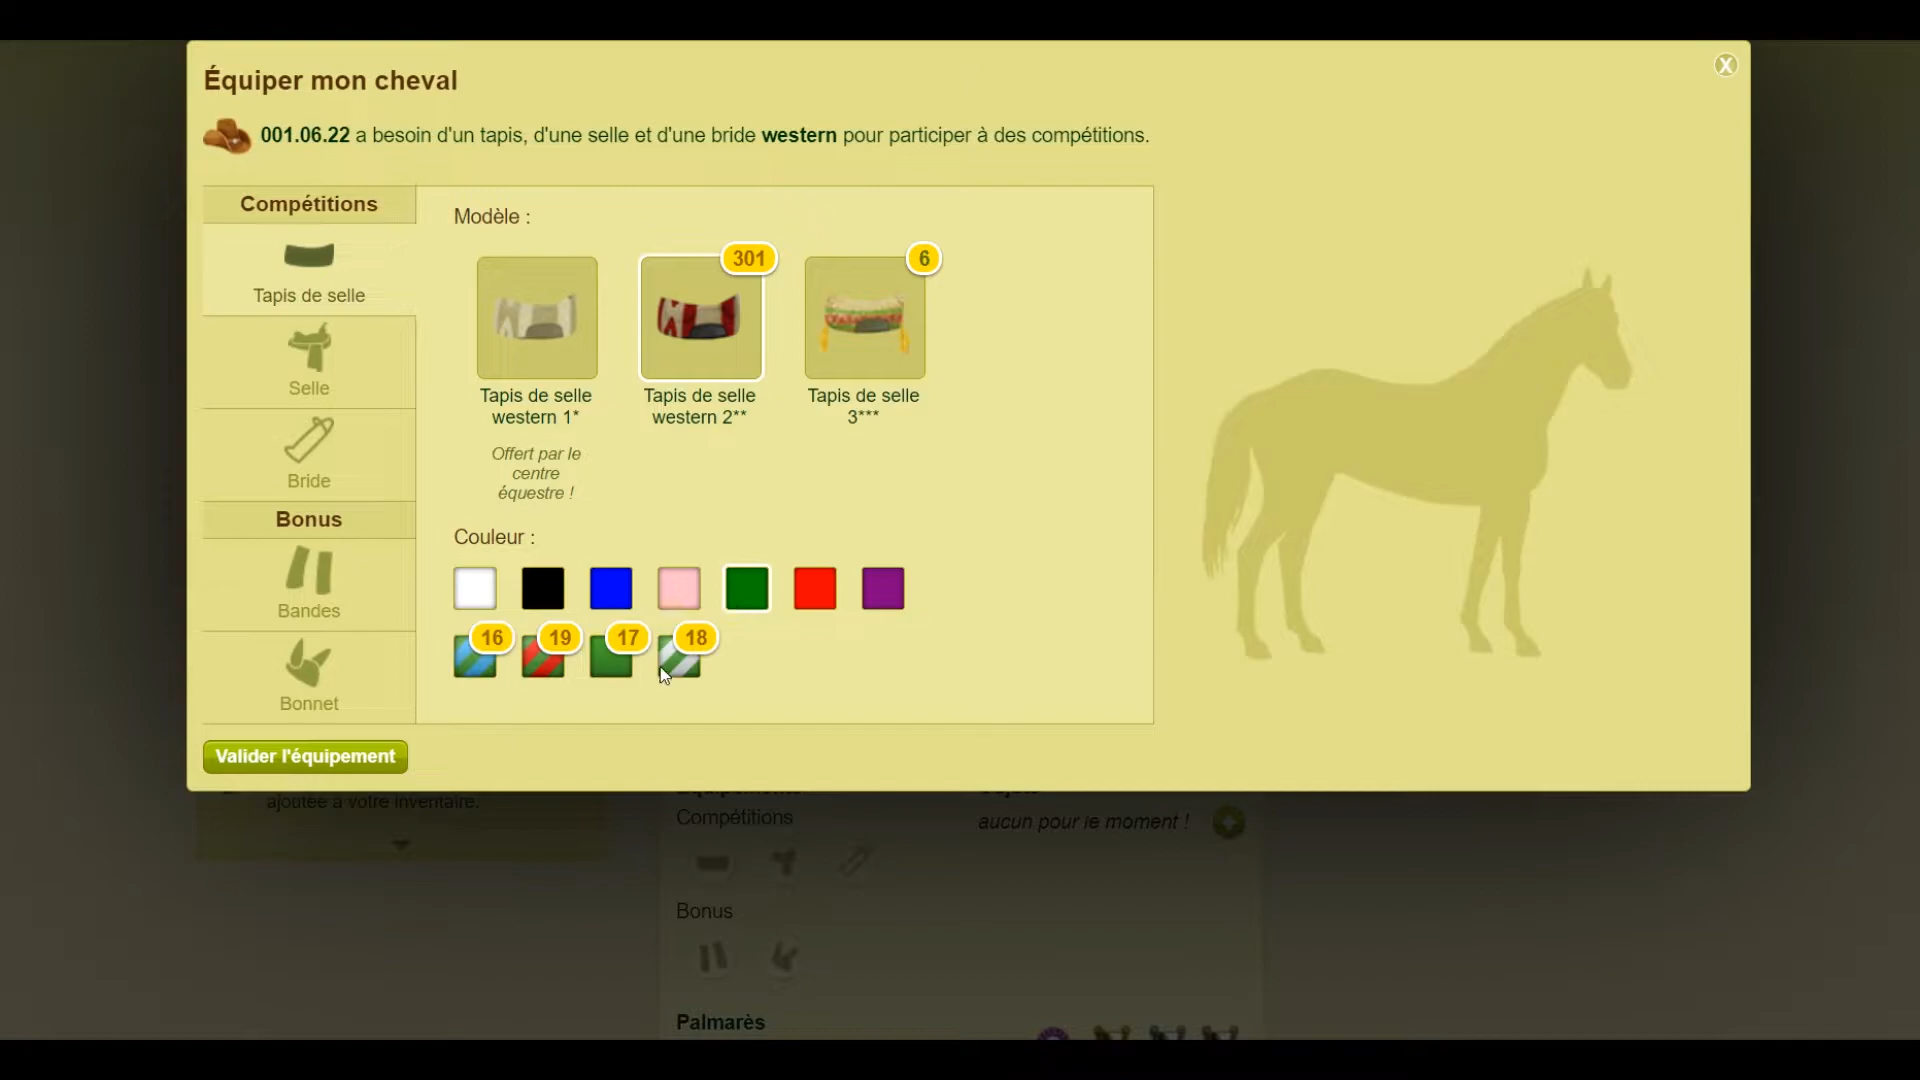 Équiper mon cheval
X
001.06.22 a besoin d'un tapis, d'une selle et d'une bride western pour participer à des compétitions.
Compétitions
Tapis de selle
Selle
Bride
Bonus
Bandes
Bonnet
Modèle :
301
6
Tapis de selle
western 1*
Tapis de selle
western 2**
Tapis de selle
3***
Offert par le
centre
équestre !
Couleur :
16
19
17
18
Valider l'équipement
ajoutée à votre inventaire.
Compétitions
aucun pour le moment !
Bonus
Palmarès